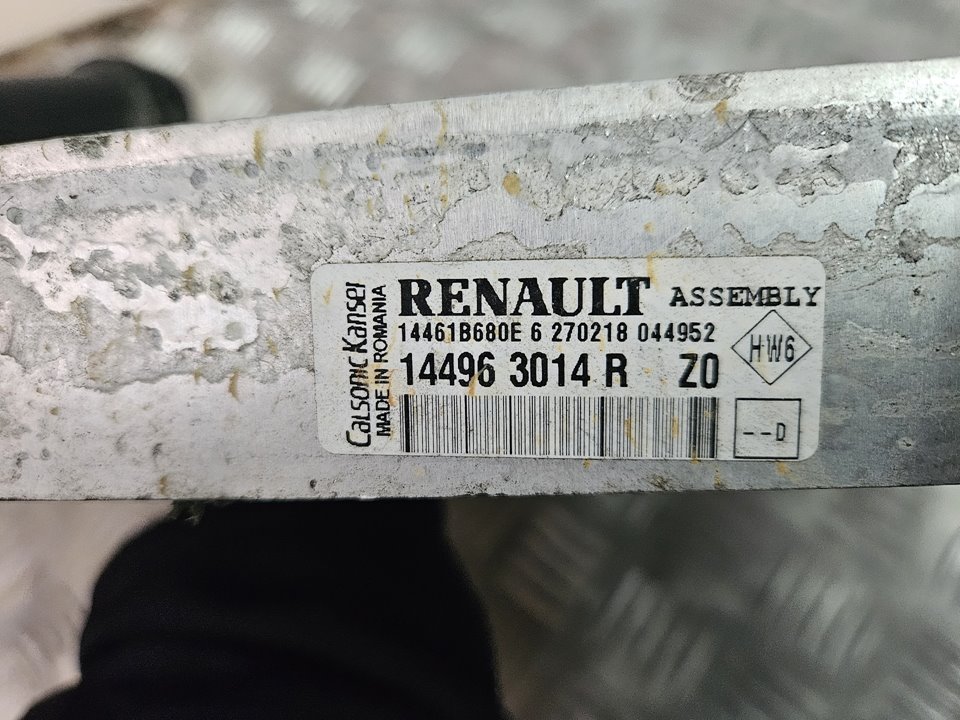 Calsonic Kansei
MADE IN ROMANIA
RENAULT ASSEMBLY
14461B680E 6 270218 044952
14496 3014 R Z0
HW6
--D